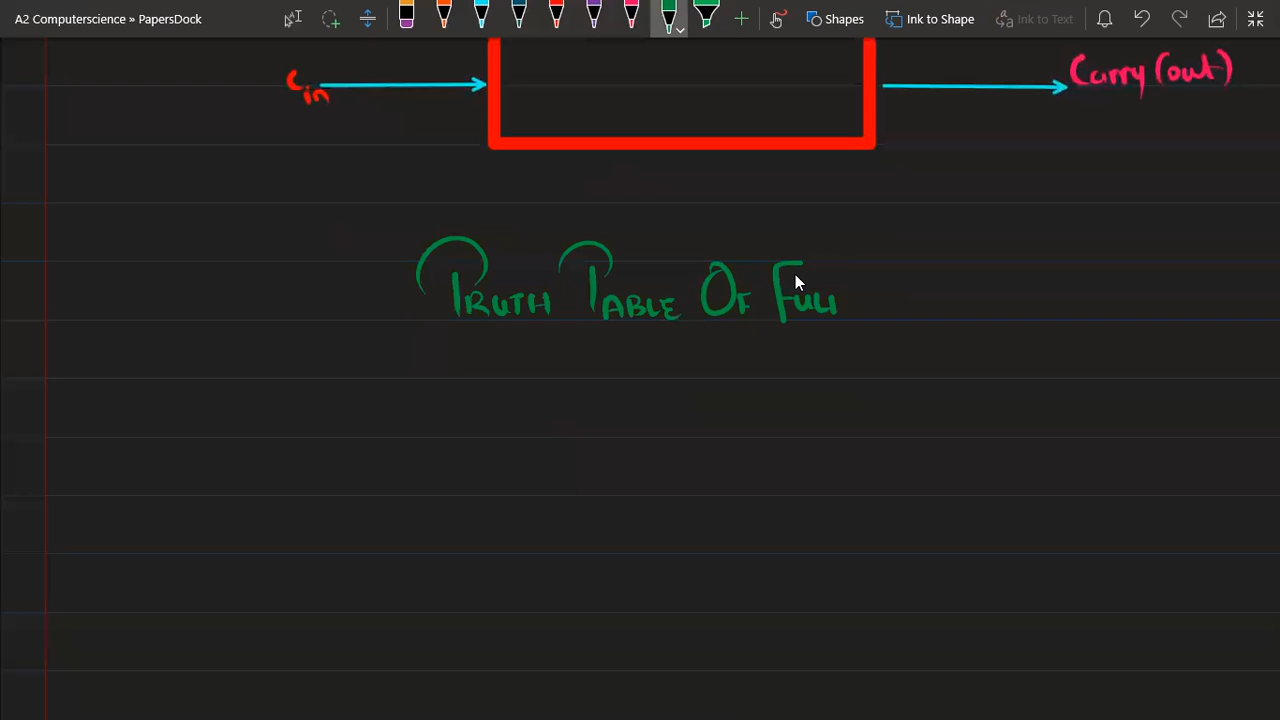 A2 Computerscience » PapersDock
Shapes
Ink to Shape
Ink to Text
Cin
Carry (out)
TRUTH TABLE OF FULL